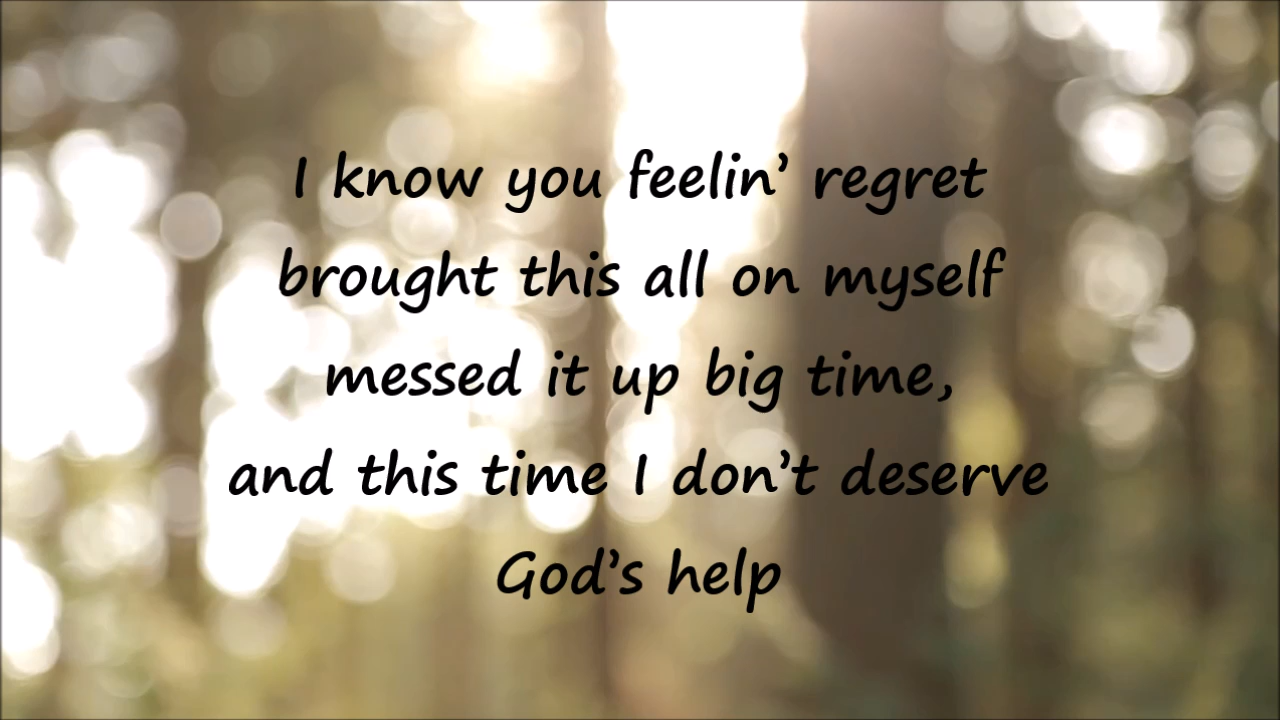 I know you feelin’ regret
brought this all on myself
messed it up big time,
and this time I don’t deserve
God’s help